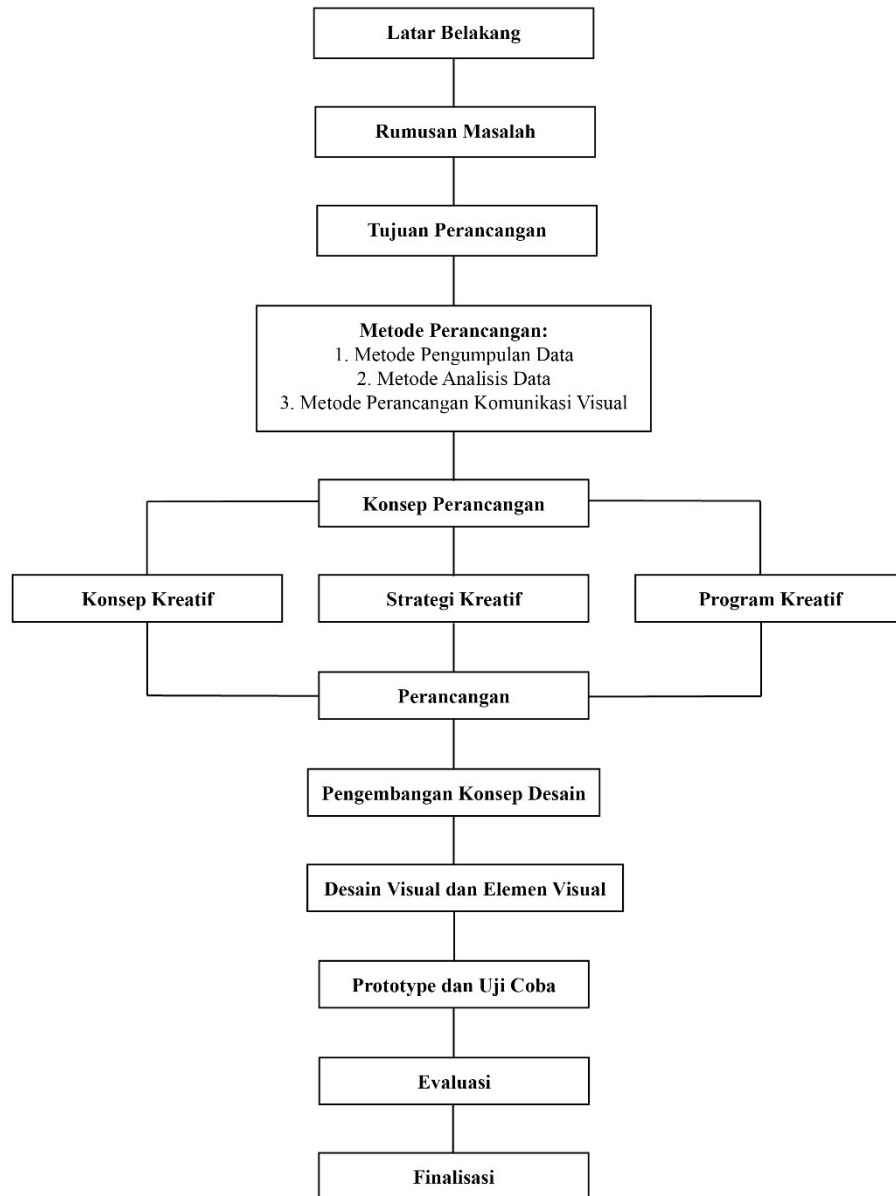 Latar Belakang
Rumusan Masalah
Tujuan Perancangan
Metode Perancangan:
1. Metode Pengumpulan Data
2. Metode Analisis Data
3. Metode Perancangan Komunikasi Visual
Konsep Perancangan
Konsep Kreatif
Strategi Kreatif
Program Kreatif
Perancangan
Pengembangan Konsep Desain
Desain Visual dan Elemen Visual
Prototype dan Uji Coba
Evaluasi
Finalisasi